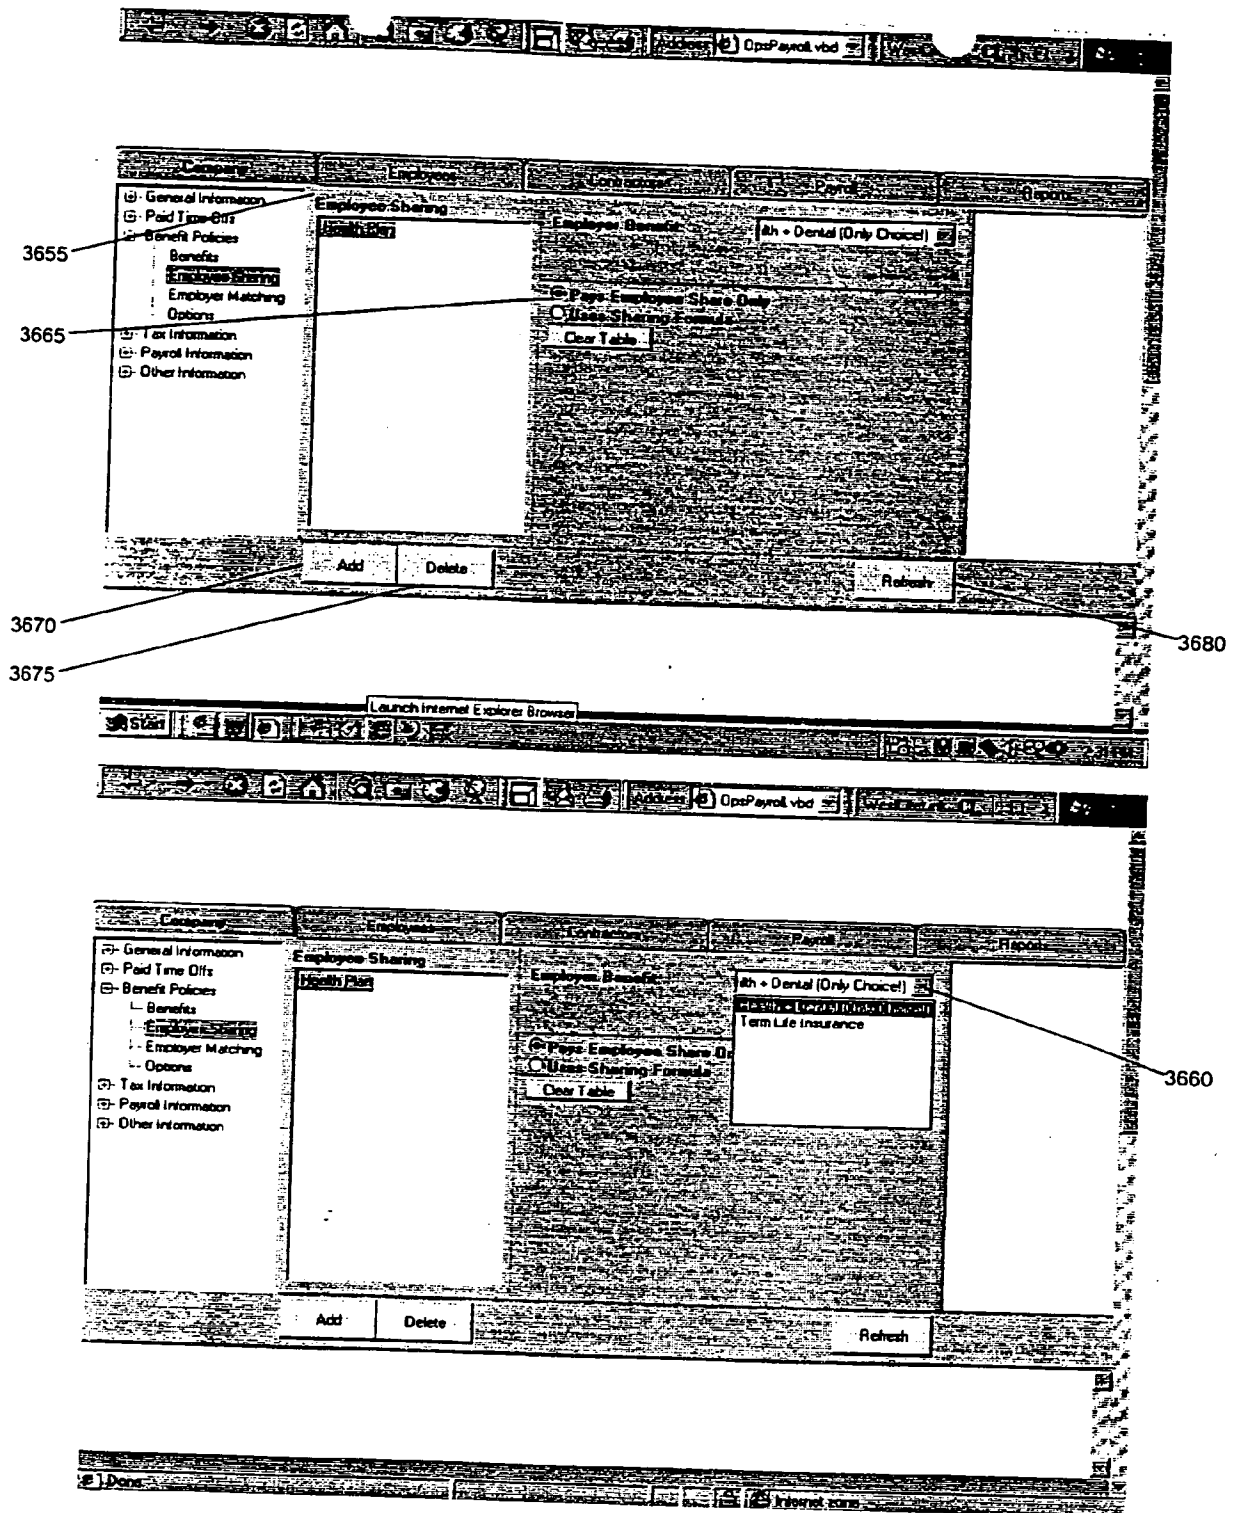 Address OpsPayroll.vbd
Company Employees Contractors Payroll Reports
General Information
Paid Time Offs
Benefit Policies
Benefits
Employee Sharing
Employer Matching
Options
Tax Information
Payroll Information
Other Information
Employee Sharing
Health Plan
Employer Benefit: lth + Dental (Only Choice!)
Pays Employee Share Only
Uses Sharing Formula
Clear Table
Add Delete Refresh
3655
3665
3670
3675
3680
Launch Internet Explorer Browser
Start
Address OpsPayroll.vbd
Company Employees Contractors Payroll Reports
General Information
Paid Time Offs
Benefit Policies
Benefits
Employee Sharing
Employer Matching
Options
Tax Information
Payroll Information
Other Information
Employee Sharing
Health Plan
Employer Benefit: lth + Dental (Only Choice!)
Term Life Insurance
Pays Employee Share On
Uses Sharing Formula
Clear Table
3660
Add Delete Refresh
Done Internet zone